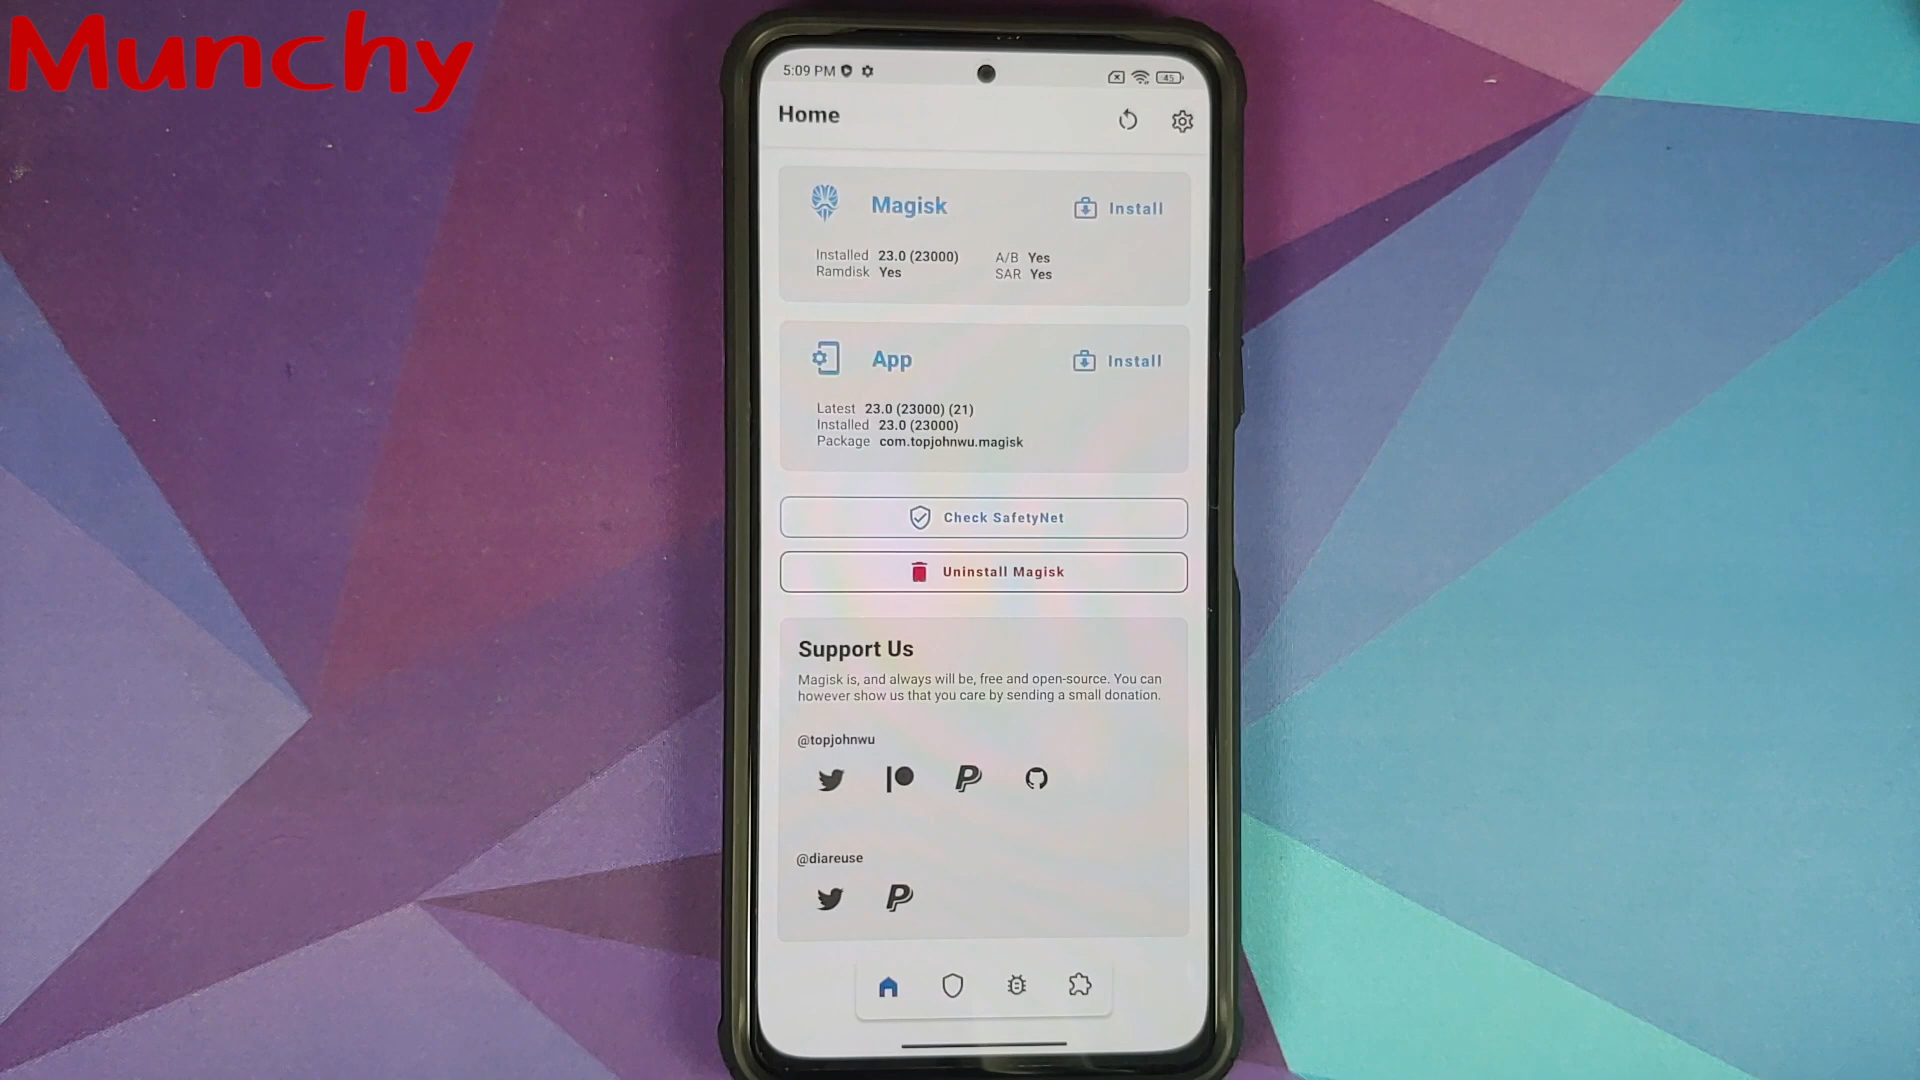 Munchy
5:09 PM
45
Home
Magisk
Install
Installed 23.0 (23000)
A/B Yes
Ramdisk Yes
SAR Yes
App
Install
Latest 23.0 (23000) (21)
Installed 23.0 (23000)
Package com.topjohnwu.magisk
Check SafetyNet
Uninstall Magisk
Support Us
Magisk is, and always will be, free and open-source. You can
however show us that you care by sending a small donation.
@topjohnwu
@diareuse